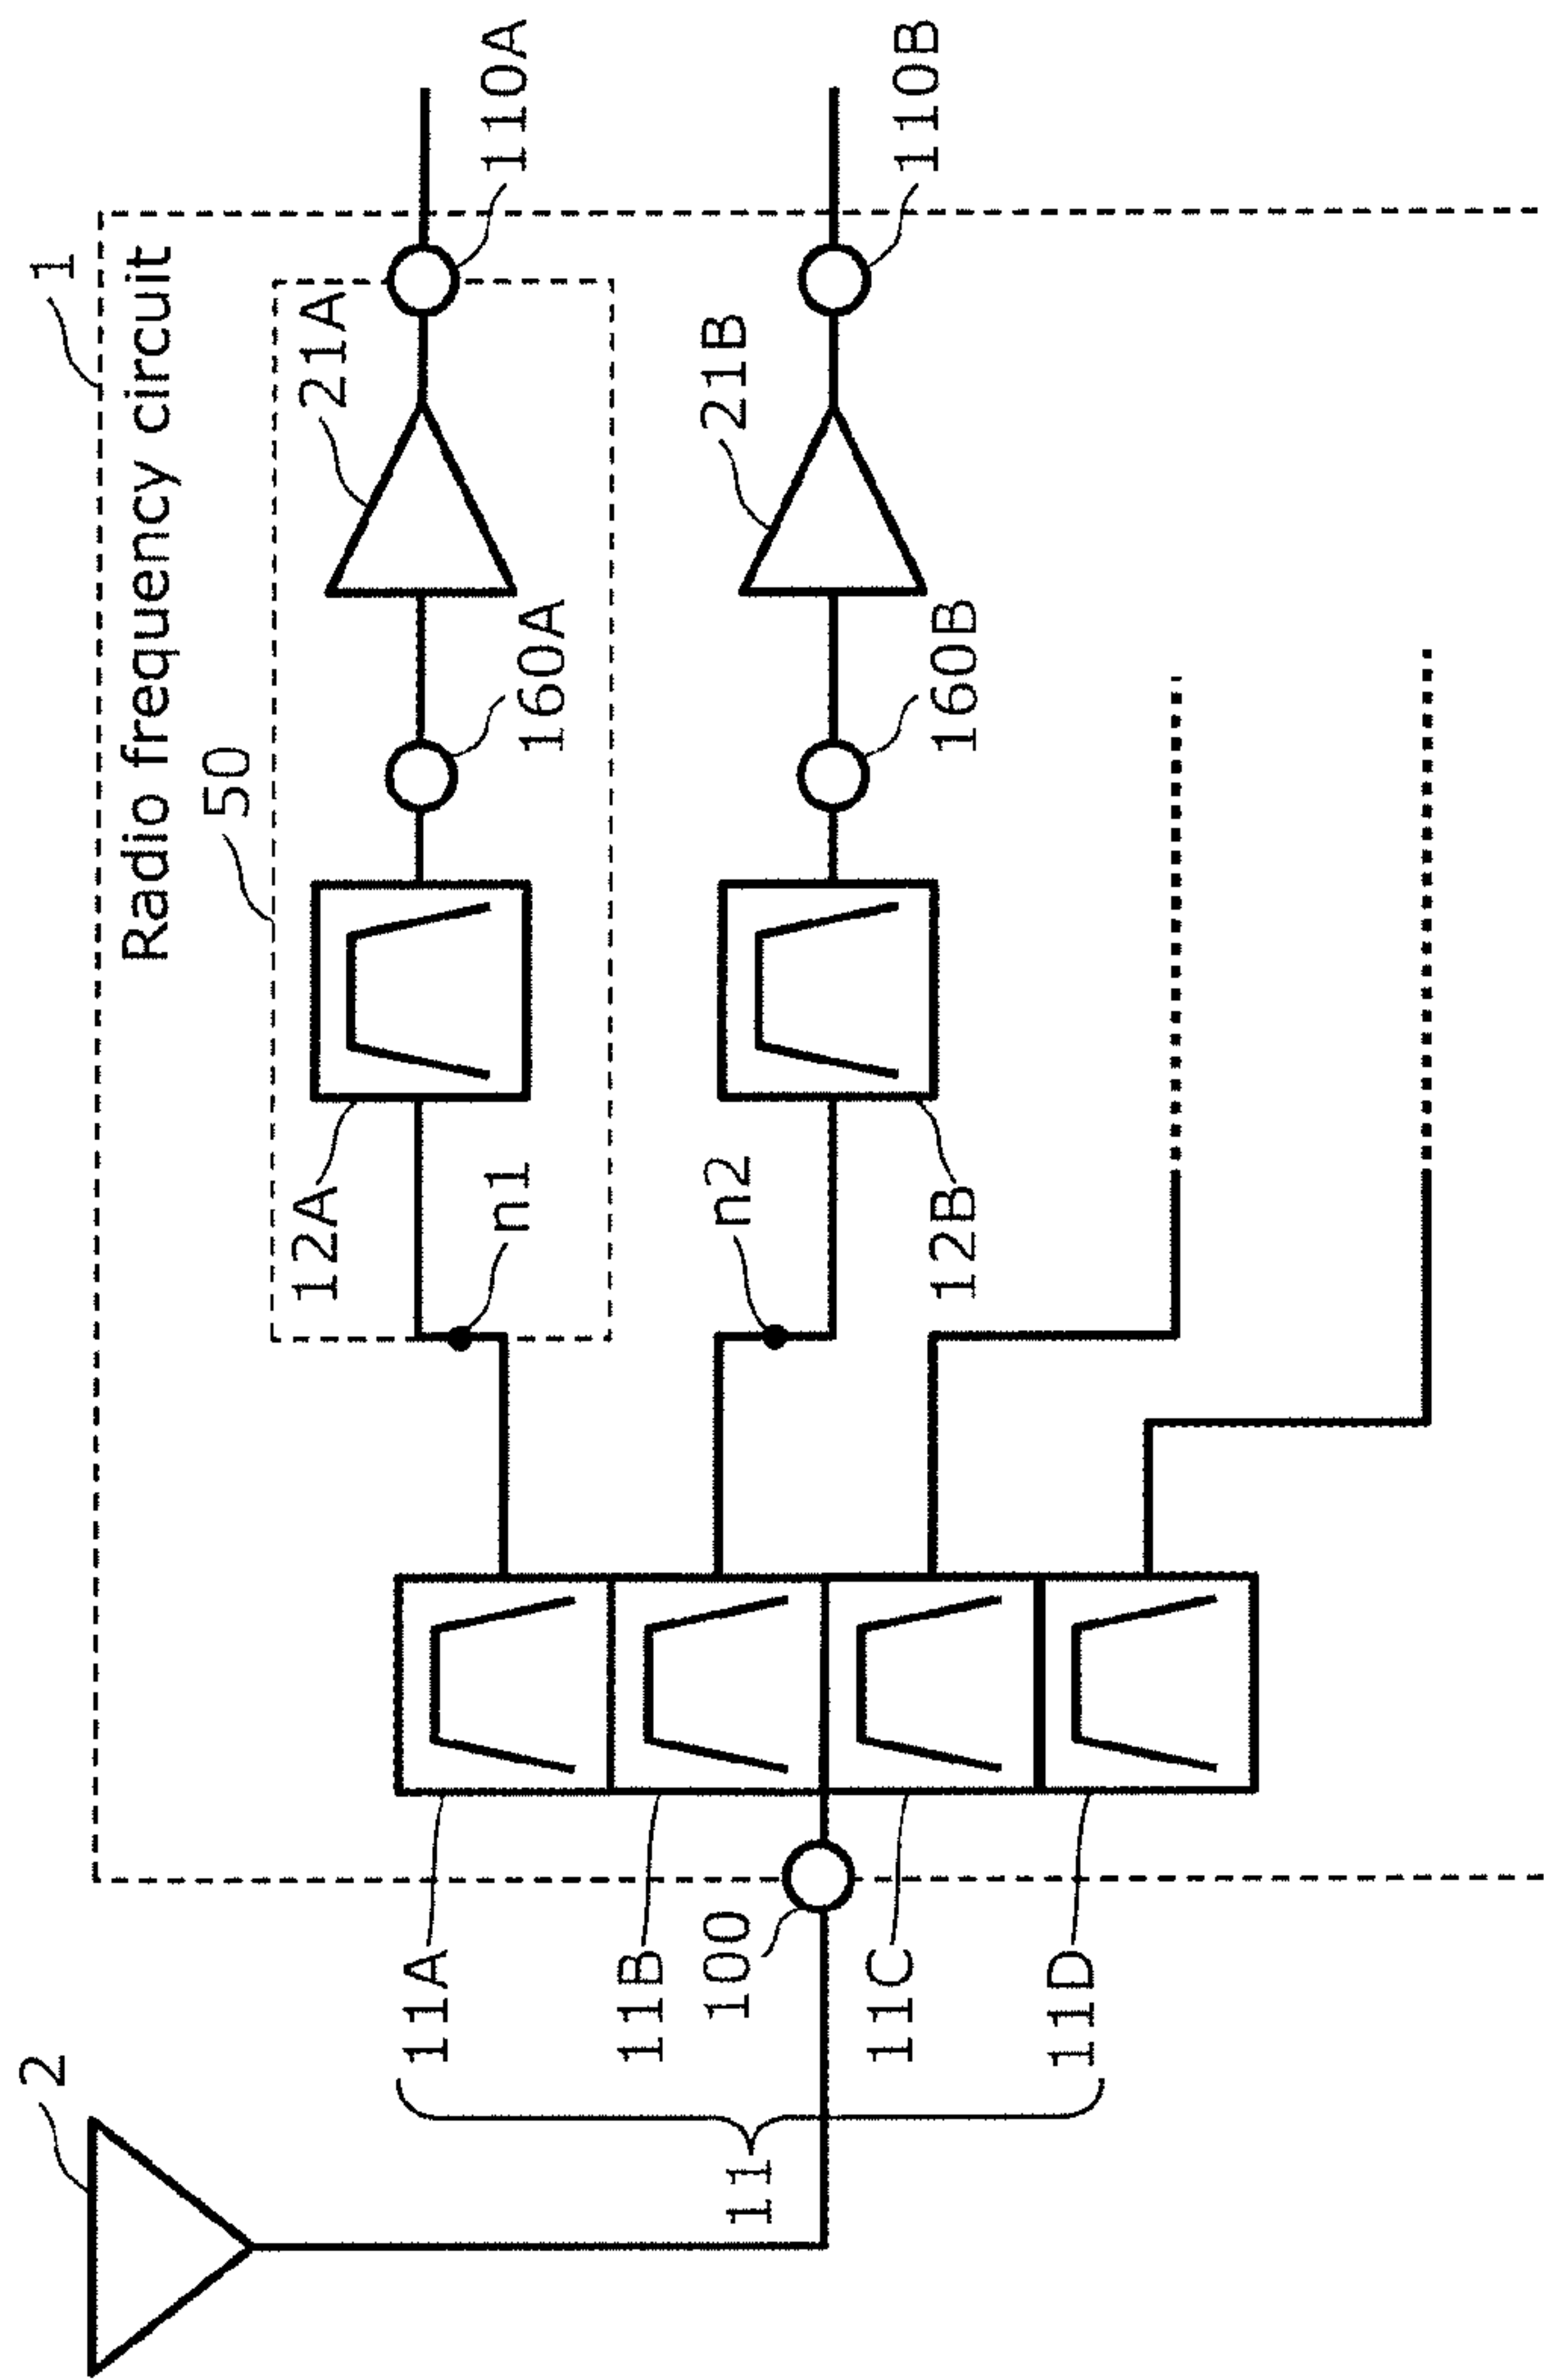 1
Radio frequency circuit
2
50
12A
160A
21A
110A
n1
n2
12B
160B
21B
110B
11A
11B
100
11C
11D
11